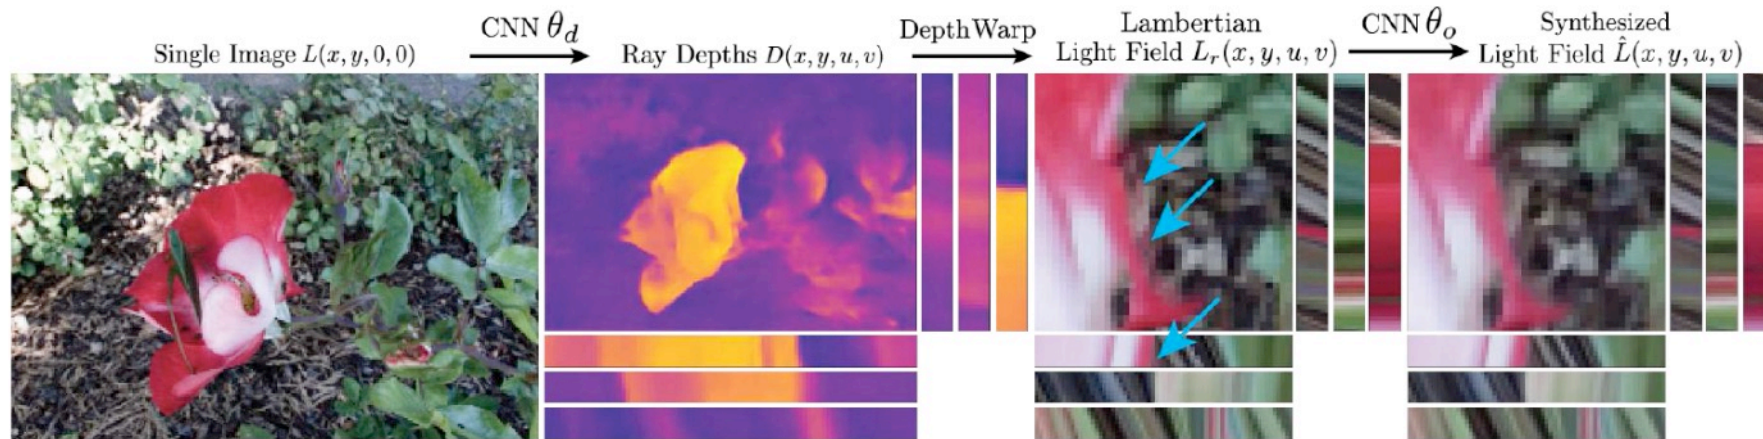 CNN θ_d
Single Image L(x, y, 0, 0)
Ray Depths D(x, y, u, v)
DepthWarp
Lambertian
Light Field L_r(x, y, u, v)
CNN θ_o
Synthesized
Light Field L̂(x, y, u, v)